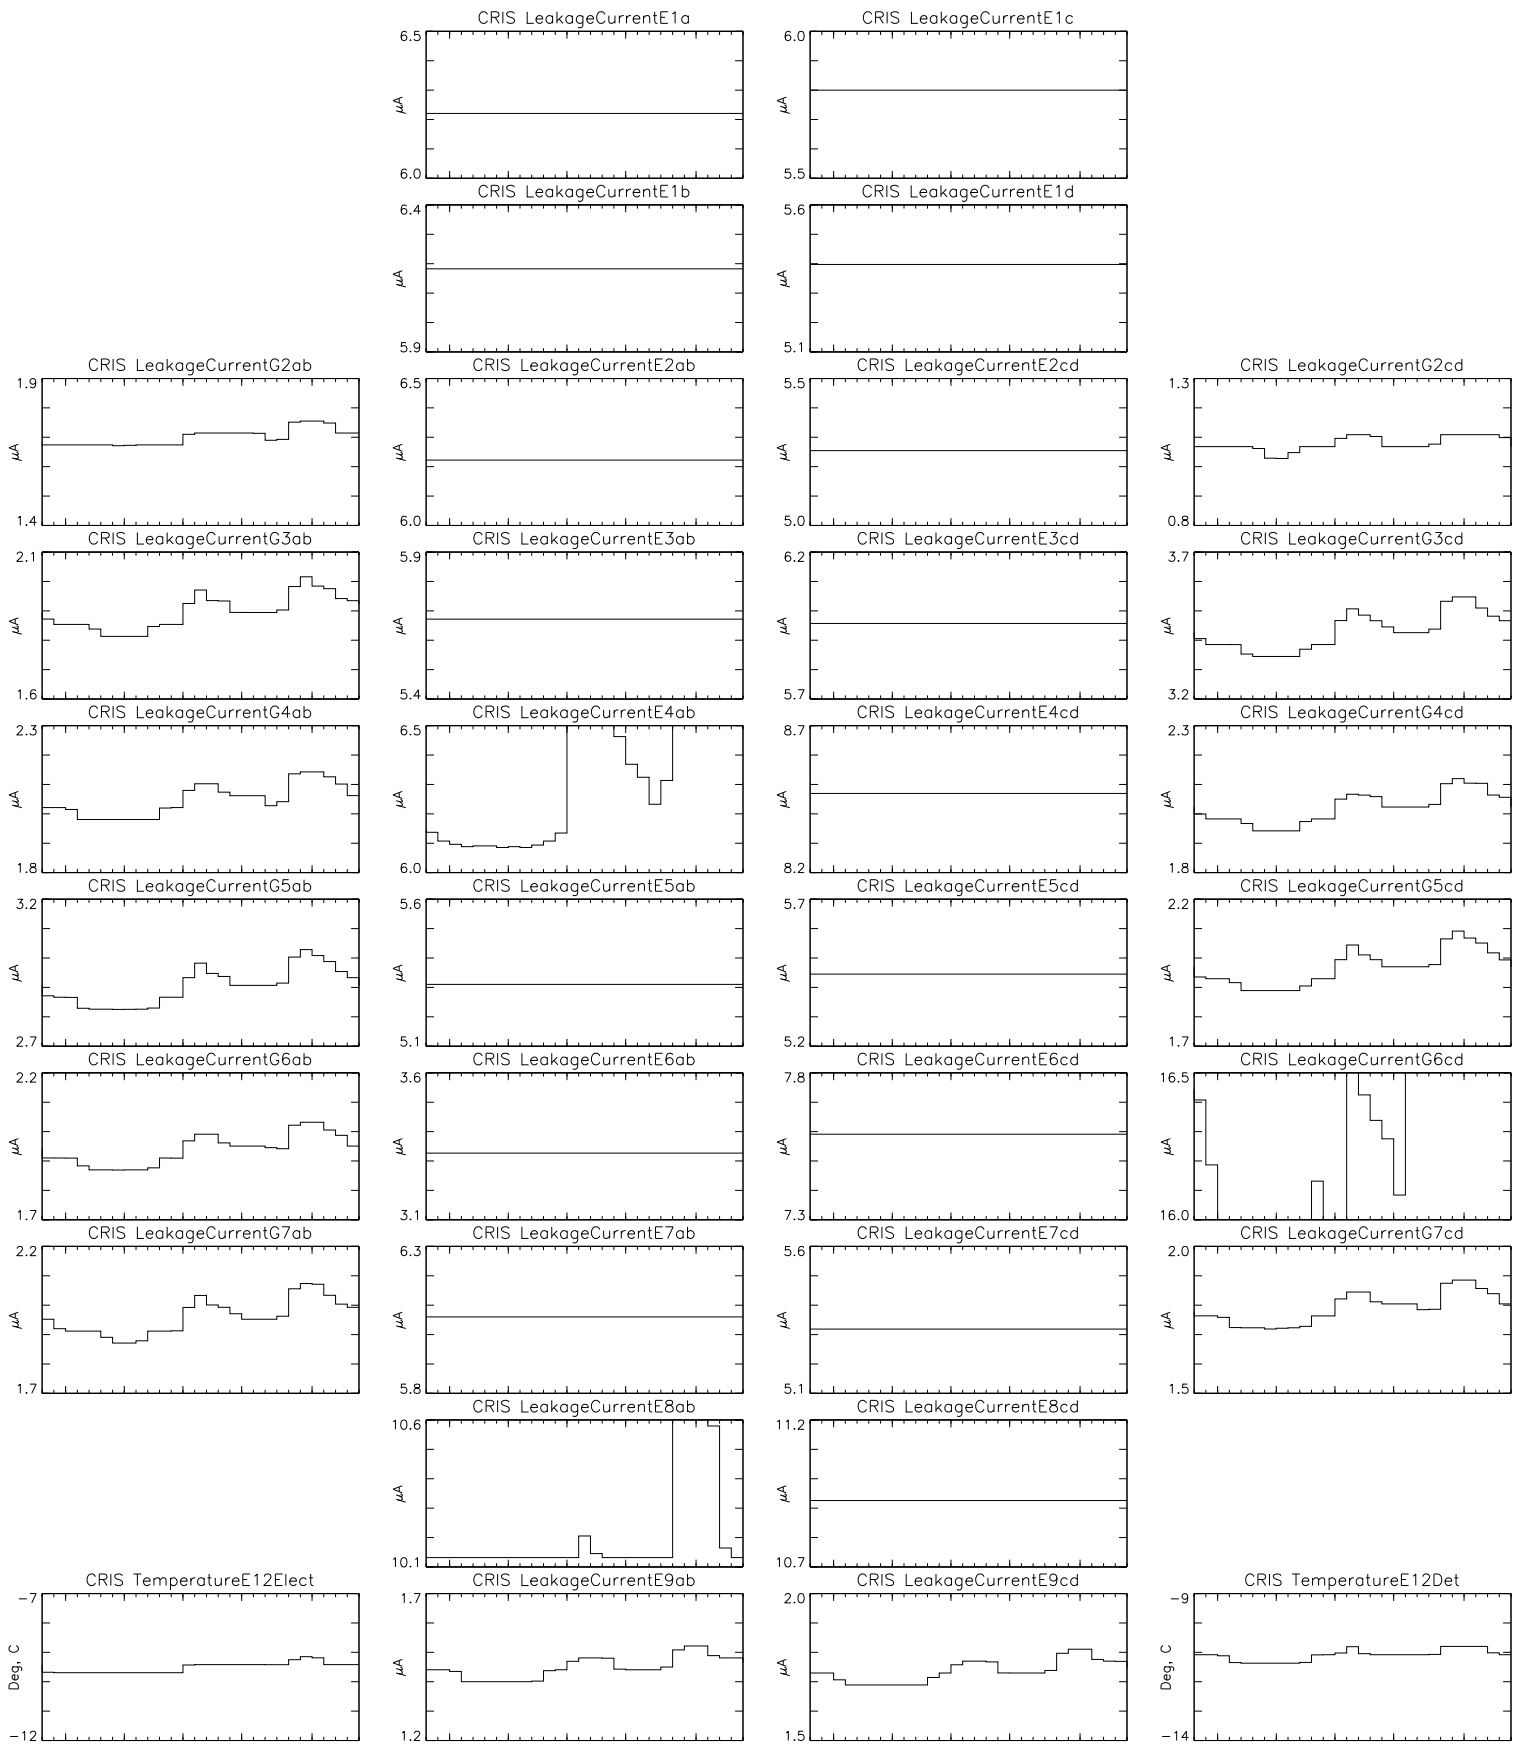 CRIS LeakageCurrentE1a
CRIS LeakageCurrentE1c
6.5
μA
6.0
6.0
μA
5.5
CRIS LeakageCurrentE1b
CRIS LeakageCurrentE1d
6.4
μA
5.9
5.6
μA
5.1
CRIS LeakageCurrentG2ab
CRIS LeakageCurrentE2ab
CRIS LeakageCurrentE2cd
CRIS LeakageCurrentG2cd
1.9
μA
1.4
6.5
μA
6.0
5.5
μA
5.0
1.3
μA
0.8
CRIS LeakageCurrentG3ab
CRIS LeakageCurrentE3ab
CRIS LeakageCurrentE3cd
CRIS LeakageCurrentG3cd
2.1
μA
1.6
5.9
μA
5.4
6.2
μA
5.7
3.7
μA
3.2
CRIS LeakageCurrentG4ab
CRIS LeakageCurrentE4ab
CRIS LeakageCurrentE4cd
CRIS LeakageCurrentG4cd
2.3
μA
1.8
6.5
μA
6.0
8.7
μA
8.2
2.3
μA
1.8
CRIS LeakageCurrentG5ab
CRIS LeakageCurrentE5ab
CRIS LeakageCurrentE5cd
CRIS LeakageCurrentG5cd
3.2
μA
2.7
5.6
μA
5.1
5.7
μA
5.2
2.2
μA
1.7
CRIS LeakageCurrentG6ab
CRIS LeakageCurrentE6ab
CRIS LeakageCurrentE6cd
CRIS LeakageCurrentG6cd
2.2
μA
1.7
3.6
μA
3.1
7.8
μA
7.3
16.5
μA
16.0
CRIS LeakageCurrentG7ab
CRIS LeakageCurrentE7ab
CRIS LeakageCurrentE7cd
CRIS LeakageCurrentG7cd
2.2
μA
1.7
6.3
μA
5.8
5.6
μA
5.1
2.0
μA
1.5
CRIS LeakageCurrentE8ab
CRIS LeakageCurrentE8cd
10.6
μA
10.1
11.2
μA
10.7
CRIS TemperatureE12Elect
CRIS LeakageCurrentE9ab
CRIS LeakageCurrentE9cd
CRIS TemperatureE12Det
-7
Deg, C
-12
1.7
μA
1.2
2.0
μA
1.5
-9
Deg, C
-14